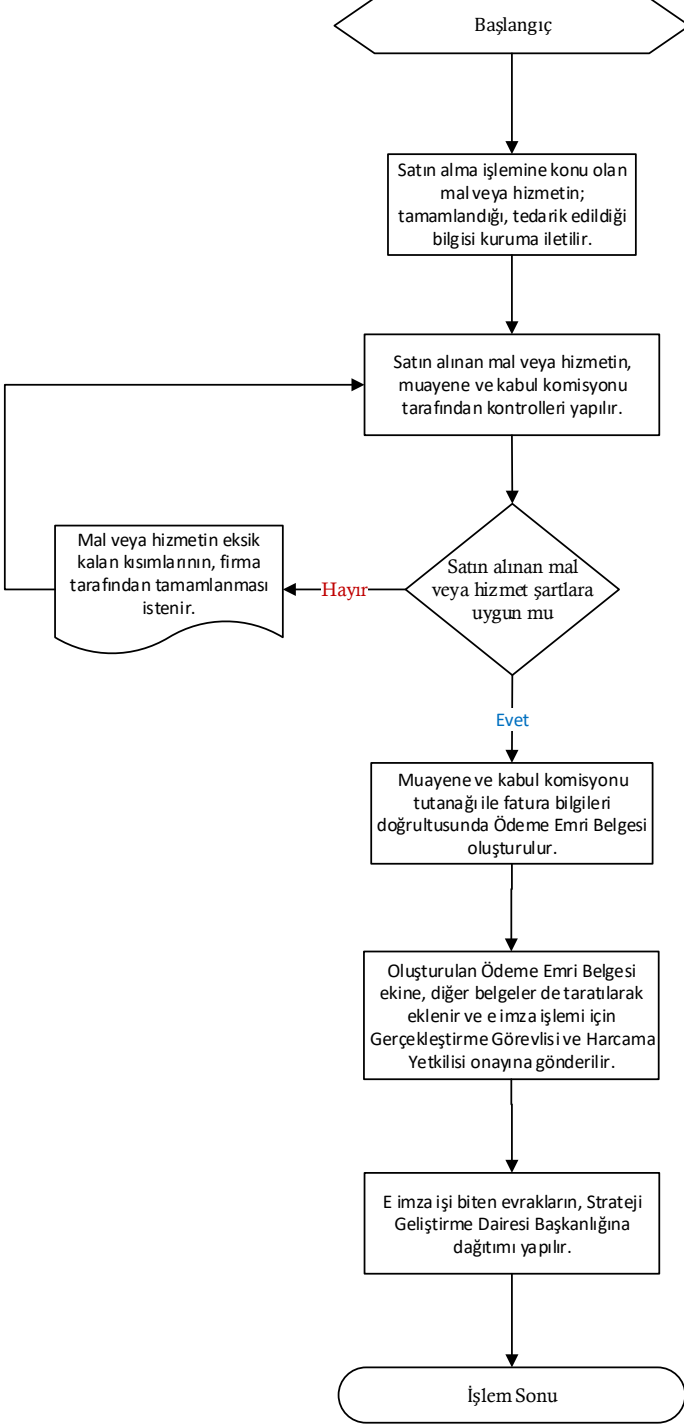 Başlangıç
Satın alma işlemine konu olan
mal veya hizmetin;
tamamlandığı, tedarik edildiği
bilgisi kuruma iletilir.
Satın alınan mal veya hizmetin,
muayene ve kabul komisyonu
tarafından kontrolleri yapılır.
Satın alınan mal
veya hizmet şartlara
uygun mu
Hayır
Mal veya hizmetin eksik
kalan kısımlarının, firma
tarafından tamamlanması
istenir.
Evet
Muayene ve kabul komisyonu
tutanağı ile fatura bilgileri
doğrultusunda Ödeme Emri Belgesi
oluşturulur.
Oluşturulan Ödeme Emri Belgesi
ekine, diğer belgeler de taratılarak
eklenir ve e imza işlemi için
Gerçekleştirme Görevlisi ve Harcama
Yetkilisi onayına gönderilir.
E imza işi biten evrakların, Strateji
Geliştirme Dairesi Başkanlığına
dağıtımı yapılır.
İşlem Sonu